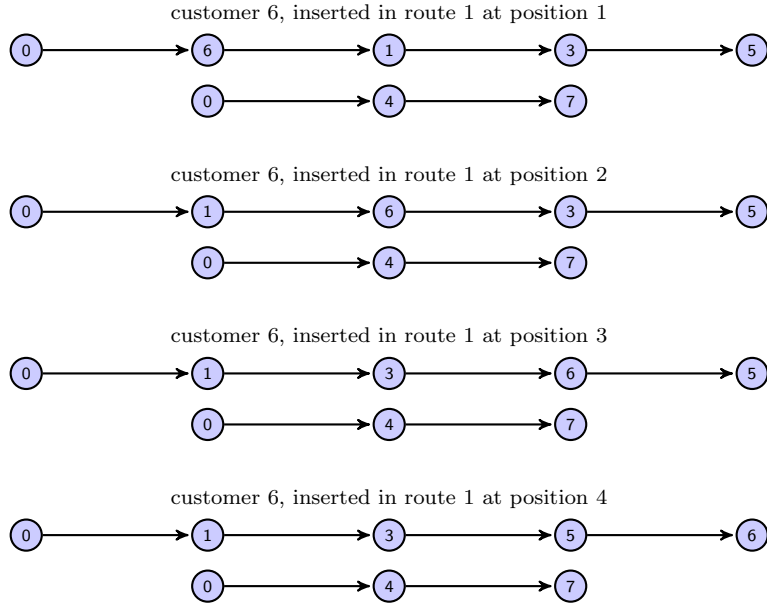 customer 6, inserted in route 1 at position 1
0 6 1 3 5
0 4 7
customer 6, inserted in route 1 at position 2
0 1 6 3 5
0 4 7
customer 6, inserted in route 1 at position 3
0 1 3 6 5
0 4 7
customer 6, inserted in route 1 at position 4
0 1 3 5 6
0 4 7